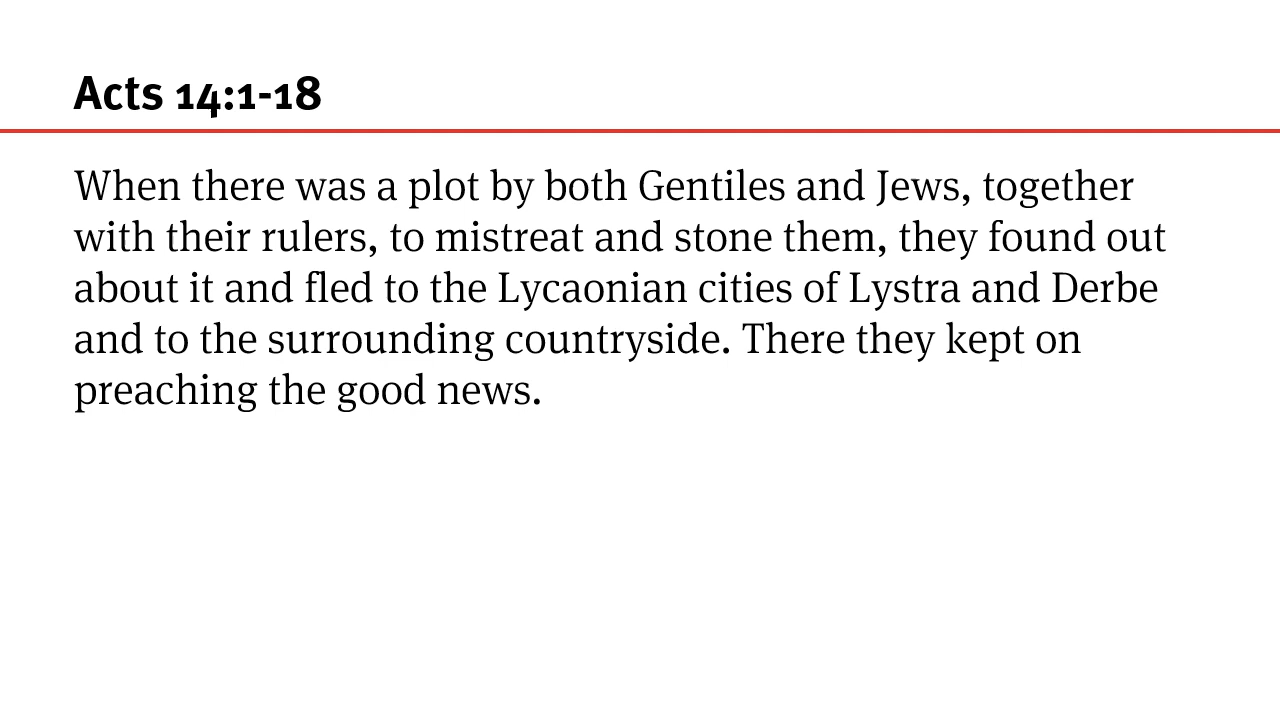 Acts 14:1-18
When there was a plot by both Gentiles and Jews, together
with their rulers, to mistreat and stone them, they found out
about it and fled to the Lycaonian cities of Lystra and Derbe
and to the surrounding countryside. There they kept on
preaching the good news.